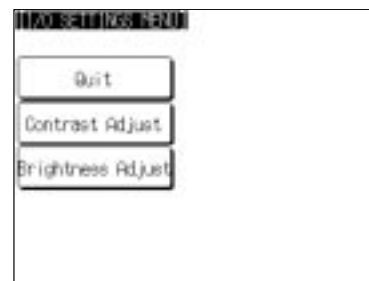 [I/O SETTINGS MENU]
Quit
Contrast Adjust
Brightness Adjust